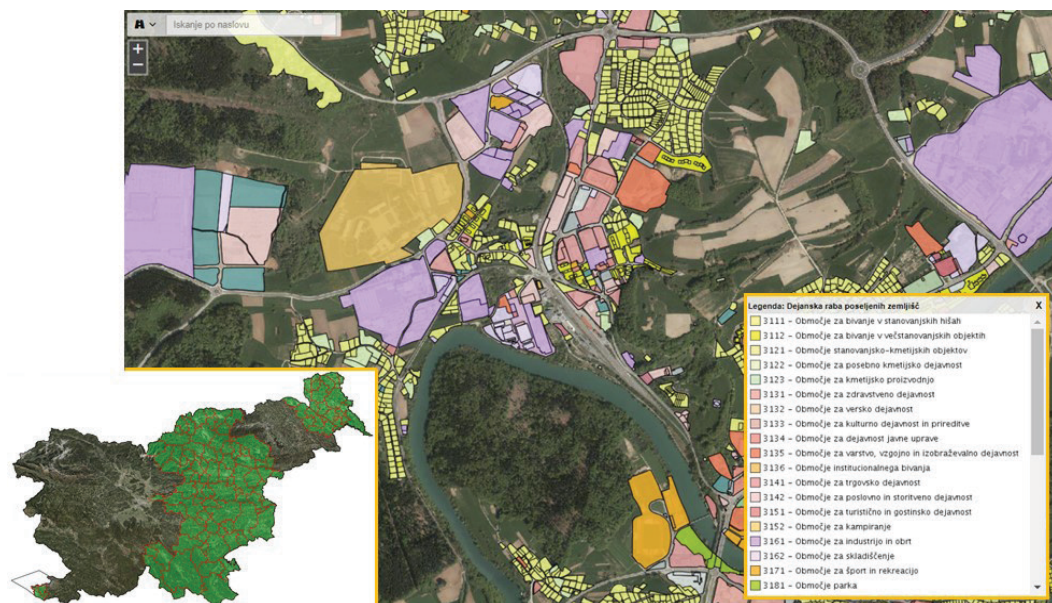 Iskanje po naslovu
+
−
Legenda: Dejanska raba poseljenih zemljišč X
3111 - Območje za bivanje v stanovanjskih hišah
3112 - Območje za bivanje v večstanovanjskih objektih
3121 - Območje stanovanjsko-kmetijskih objektov
3122 - Območje za posebno kmetijsko dejavnost
3123 - Območje za kmetijsko proizvodnjo
3131 - Območje za zdravstveno dejavnost
3132 - Območje za versko dejavnost
3133 - Območje za kulturno dejavnost in prireditve
3134 - Območje za dejavnost javne uprave
3135 - Območje za varstvo, vzgojno in izobraževalno dejavnost
3136 - Območje institucionalnega bivanja
3141 - Območje za trgovsko dejavnost
3142 - Območje za poslovno in storitveno dejavnost
3151 - Območje za turistično in gostinsko dejavnost
3152 - Območje za kampiranje
3161 - Območje za industrijo in obrt
3162 - Območje za skladiščenje
3171 - Območje za šport in rekreacijo
3181 - Območje parka